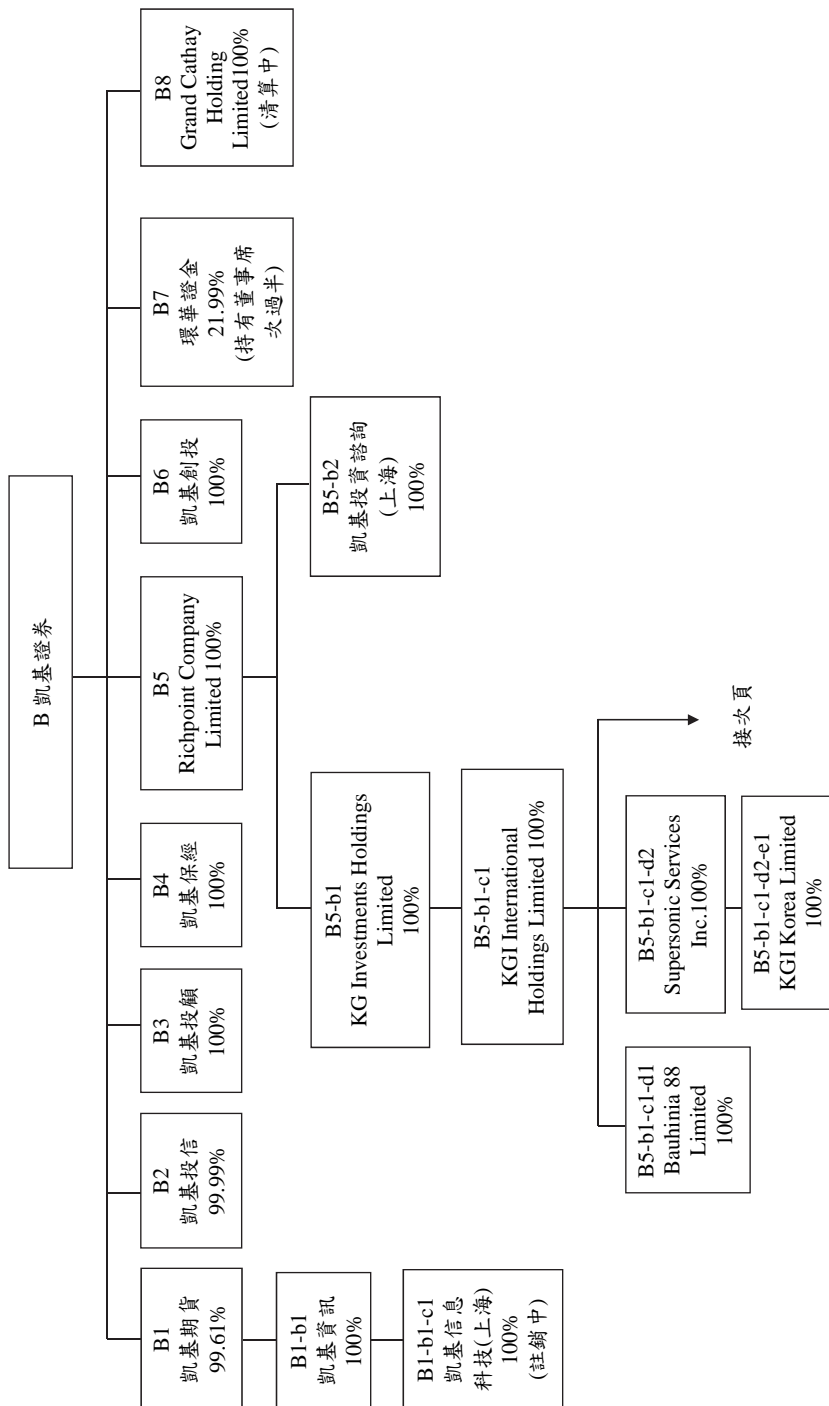 B 凱基證券
B1
凱基期貨
99.61%
B2
凱基投信
99.99%
B3
凱基投顧
100%
B4
凱基保經
100%
B5
Richpoint Company
Limited 100%
B6
凱基創投
100%
B7
環華證金
21.99%
(持有董事席
次過半)
B8
Grand Cathay
Holding
Limited100%
(清算中)
B1-b1
凱基資訊
100%
B5-b1
KG Investments Holdings
Limited
100%
B5-b2
凱基投資諮詢
(上海)
100%
B1-b1-c1
凱基信息
科技(上海)
100%
(註銷中)
B5-b1-c1
KGI International
Holdings Limited 100%
B5-b1-c1-d1
Bauhinia 88
Limited
100%
B5-b1-c1-d2
Supersonic Services
Inc.100%
接次頁
B5-b1-c1-d2-e1
KGI Korea Limited
100%